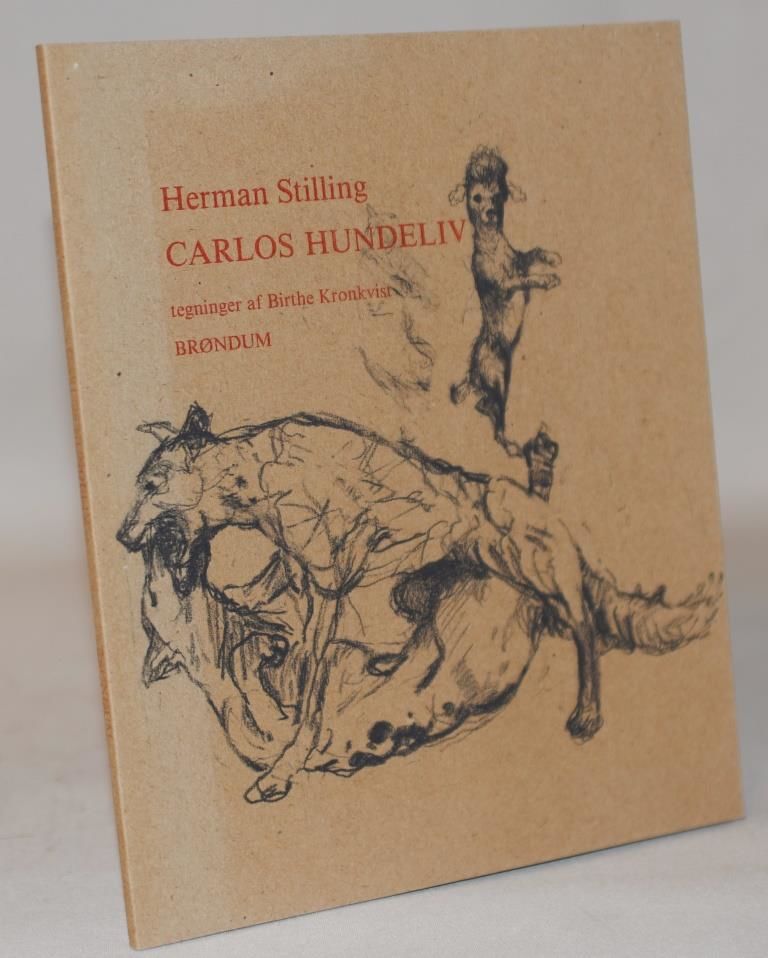 Herman Stilling
CARLOS HUNDELIV
tegninger af Birthe Kronkvist
BRØNDUM